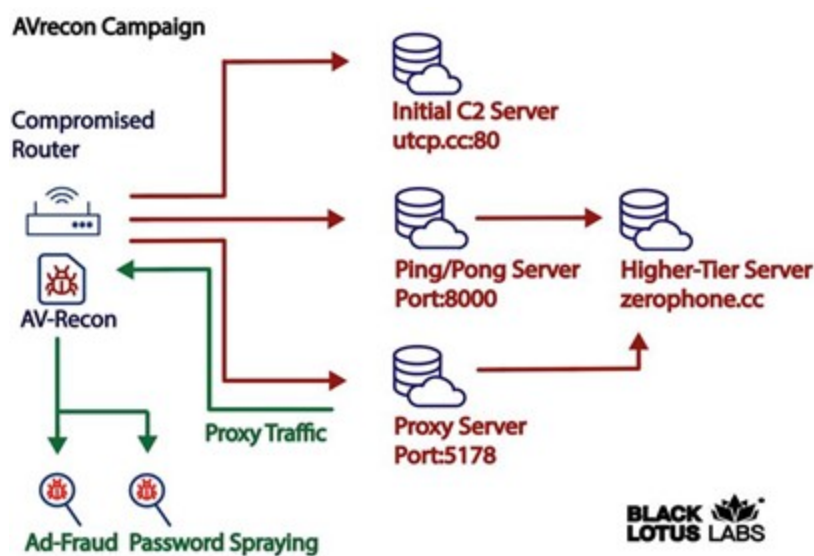 AVrecon Campaign
Compromised
Router
AV-Recon
Initial C2 Server
utcp.cc:80
Ping/Pong Server
Port:8000
Higher-Tier Server
zerophone.cc
Proxy Server
Port:5178
Proxy Traffic
Ad-Fraud
Password Spraying
BLACK
LOTUS LABS